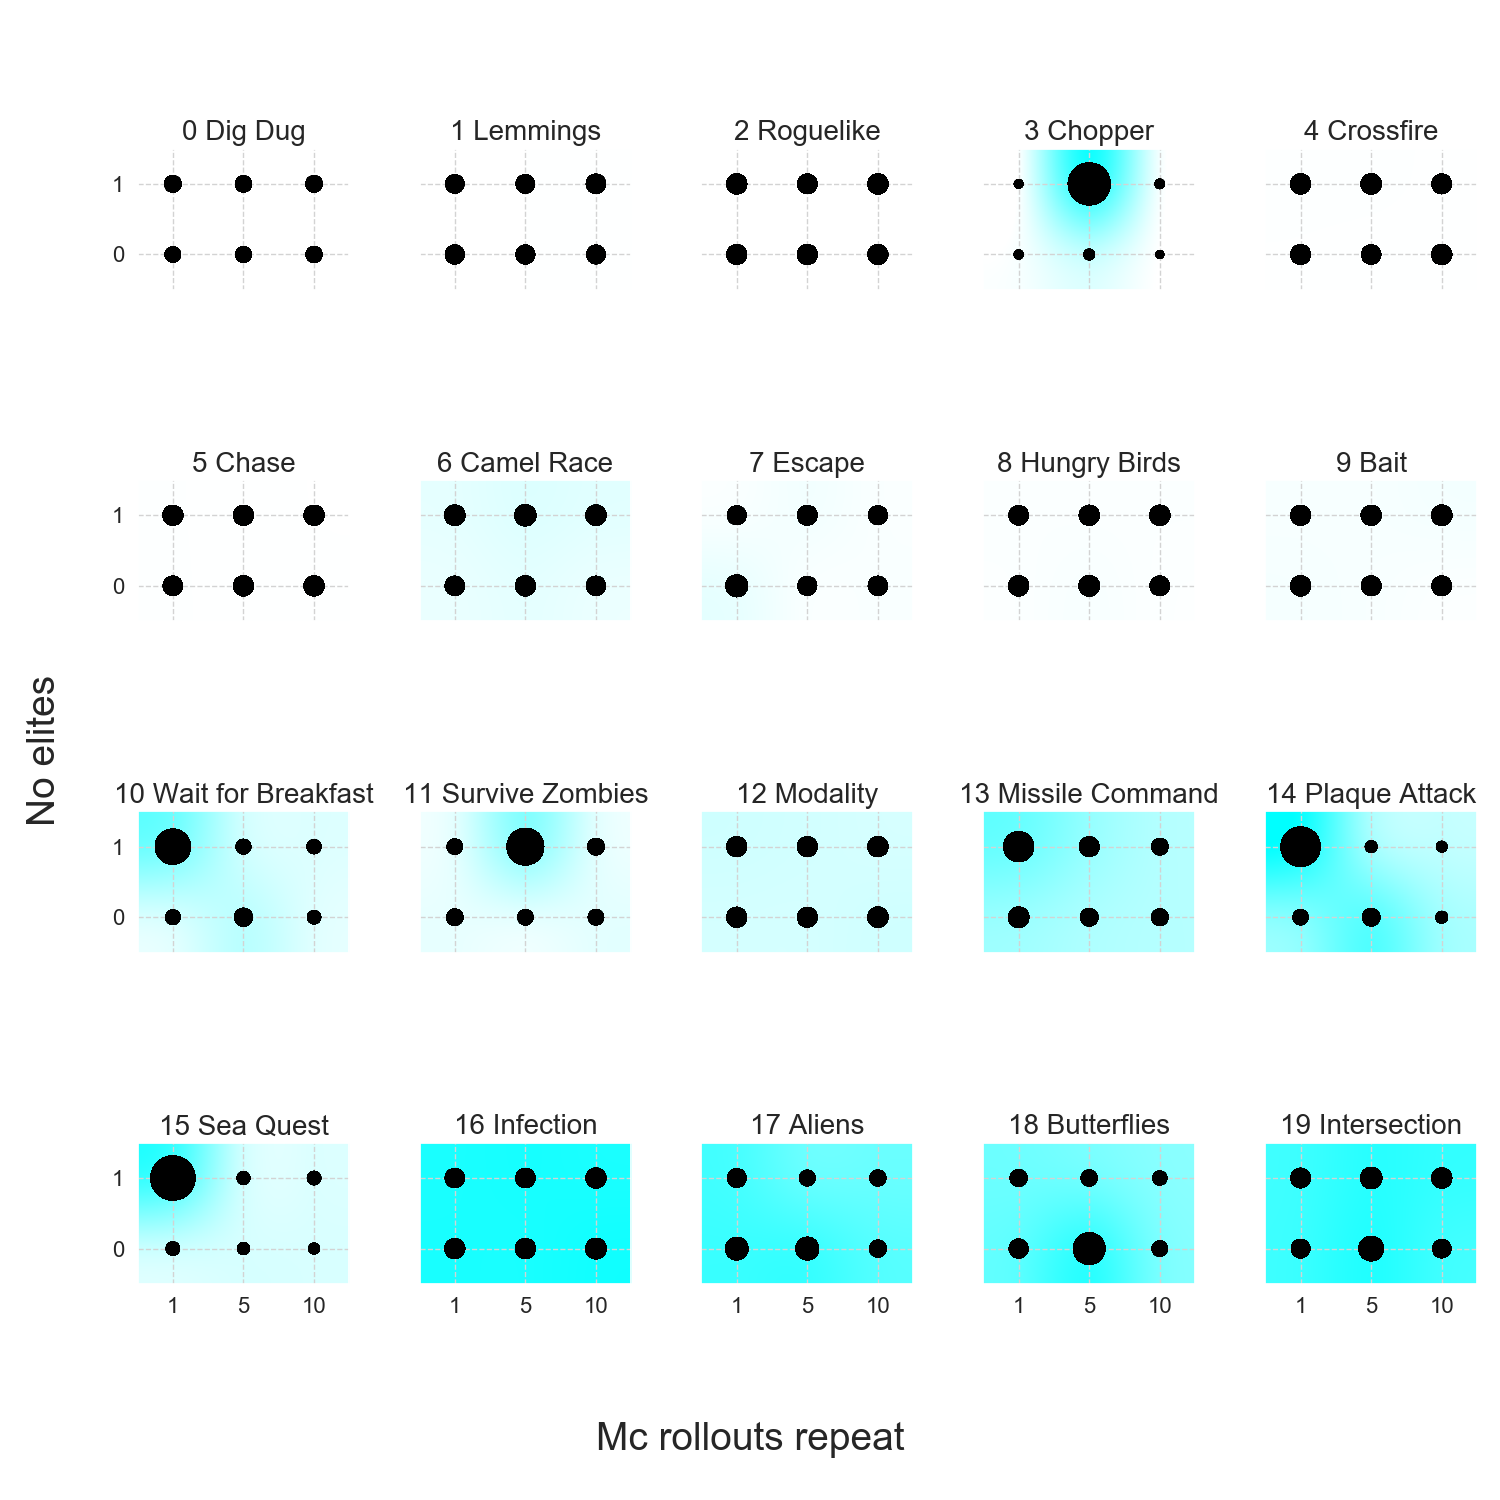 0 Dig Dug
1 Lemmings
2 Roguelike
3 Chopper
4 Crossfire
1
0
5 Chase
6 Camel Race
7 Escape
8 Hungry Birds
9 Bait
1
0
No elites
10 Wait for Breakfast
11 Survive Zombies
12 Modality
13 Missile Command
14 Plaque Attack
1
0
15 Sea Quest
16 Infection
17 Aliens
18 Butterflies
19 Intersection
1
0
1 5 10
1 5 10
1 5 10
1 5 10
1 5 10
Mc rollouts repeat